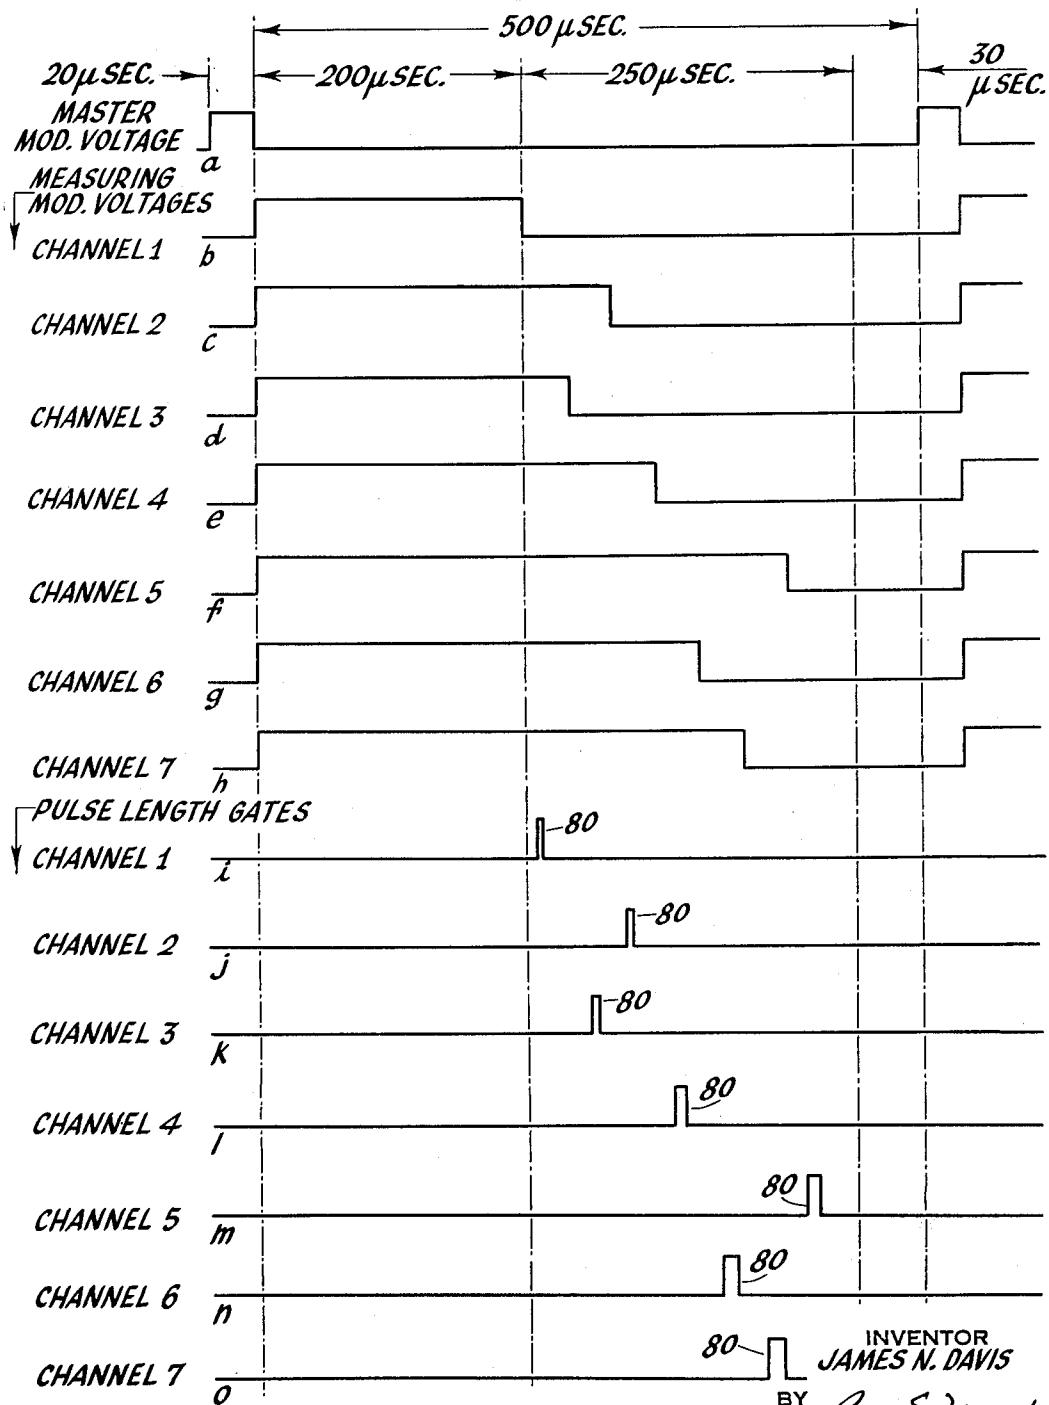 500 µSEC.
20 µSEC. 200 µSEC. 250 µSEC. 30 µSEC.
MASTER
MOD. VOLTAGE a
MEASURING
MOD. VOLTAGES
CHANNEL 1 b
CHANNEL 2 c
CHANNEL 3 d
CHANNEL 4 e
CHANNEL 5 f
CHANNEL 6 g
CHANNEL 7 h
PULSE LENGTH GATES
80
CHANNEL 1 i
80
CHANNEL 2 j
80
CHANNEL 3 k
80
CHANNEL 4 l
80
CHANNEL 5 m
80
CHANNEL 6 n
80
CHANNEL 7 o
INVENTOR
JAMES N. DAVIS
BY